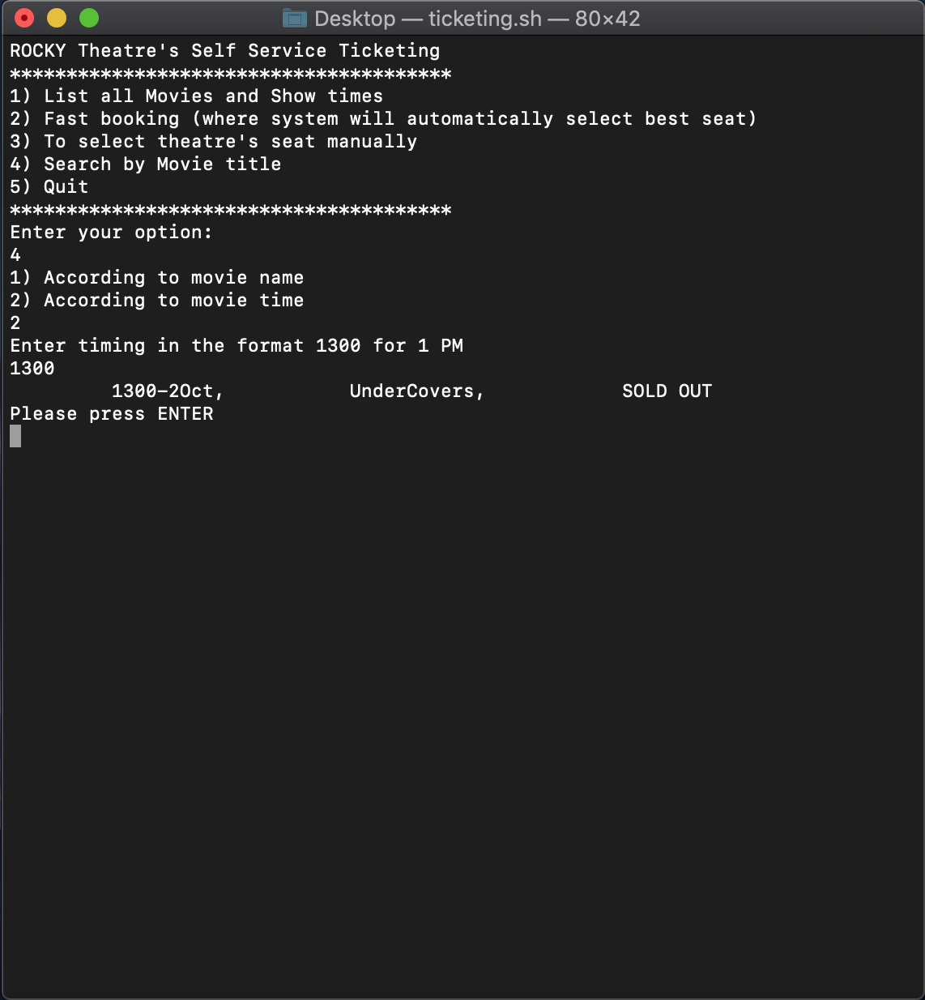 Desktop — ticketing.sh — 80×42
ROCKY Theatre's Self Service Ticketing
***************************************
1) List all Movies and Show times
2) Fast booking (where system will automatically select best seat)
3) To select theatre's seat manually
4) Search by Movie title
5) Quit
***************************************
Enter your option:
4
1) According to movie name
2) According to movie time
2
Enter timing in the format 1300 for 1 PM
1300
1300-2Oct, UnderCovers, SOLD OUT
Please press ENTER